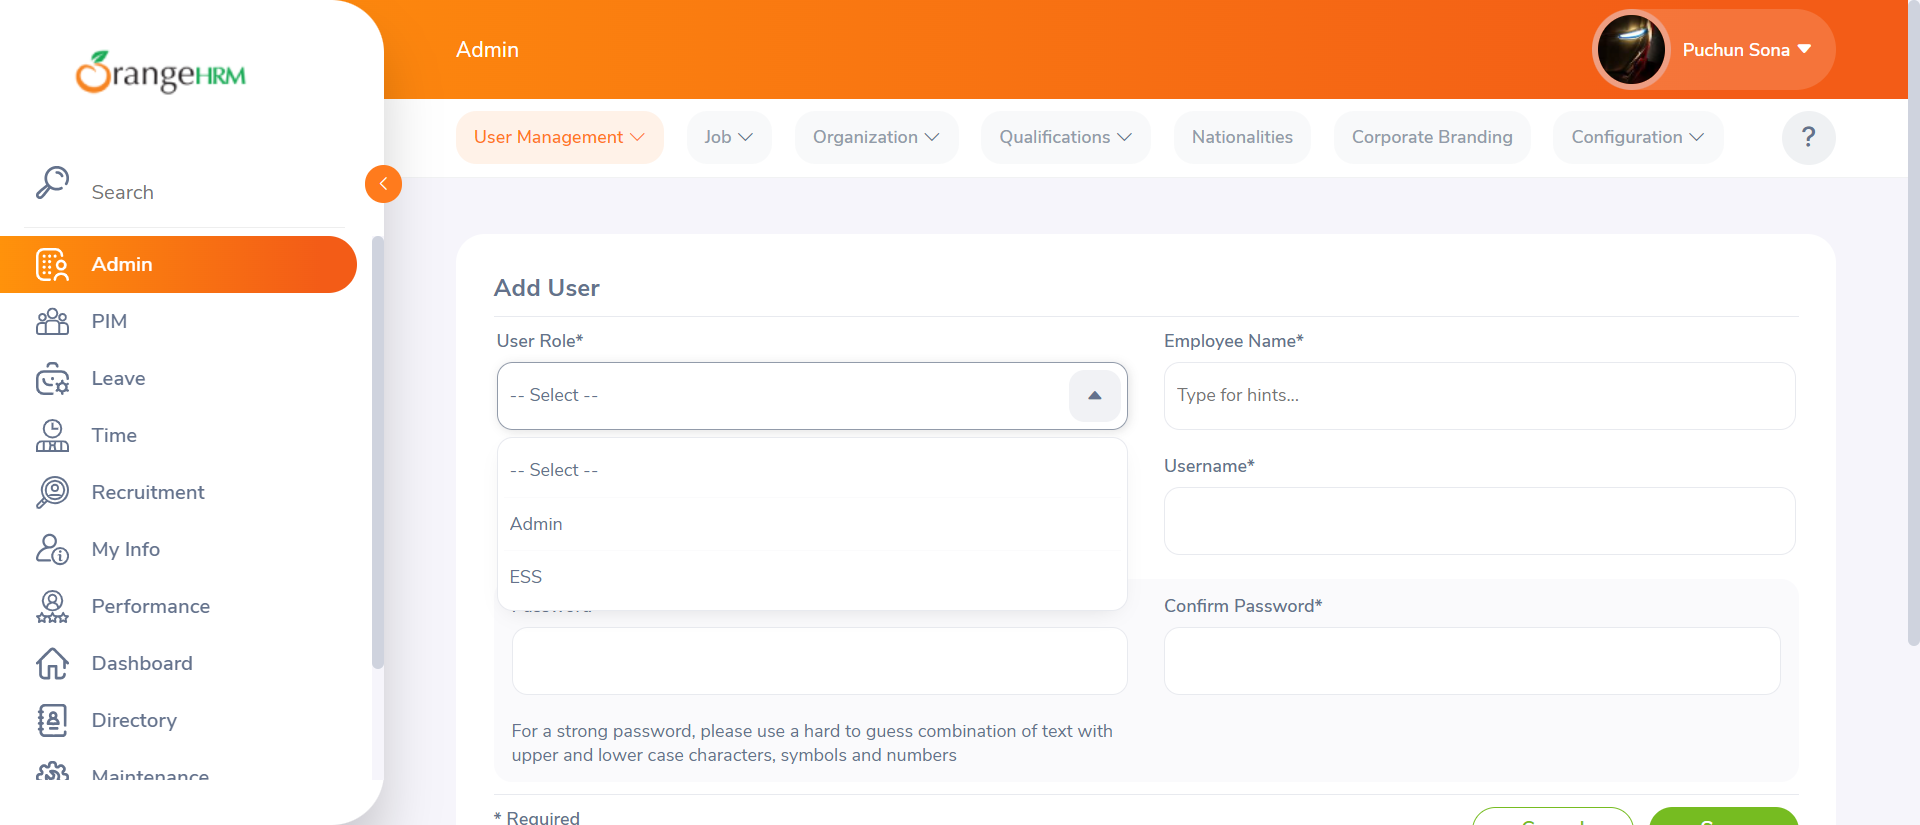 OrangeHRM
Admin
Puchun Sona
User Management
Job
Organization
Qualifications
Nationalities
Corporate Branding
Configuration
?
Search
Admin
PIM
Leave
Time
Recruitment
My Info
Performance
Dashboard
Directory
Maintenance
Add User
User Role*
-- Select --
-- Select --
Admin
ESS
Employee Name*
Type for hints...
Username*
Confirm Password*
For a strong password, please use a hard to guess combination of text with
upper and lower case characters, symbols and numbers
* Required